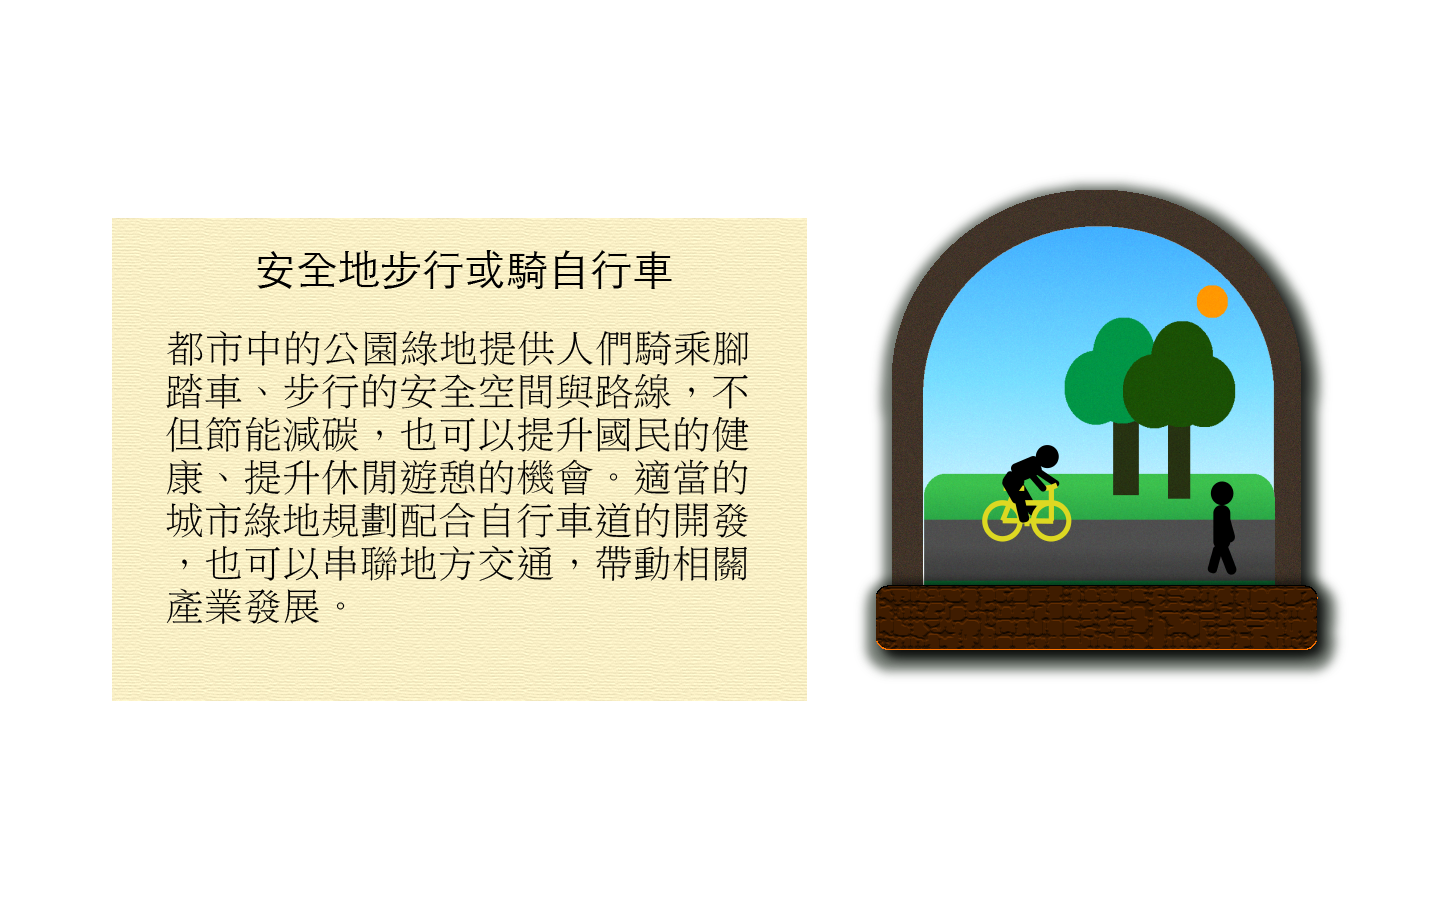 安全地步行或騎自行車
都市中的公園綠地提供人們騎乘腳
踏車、步行的安全空間與路線，不
但節能減碳，也可以提升國民的健
康、提升休閒遊憩的機會。適當的
城市綠地規劃配合自行車道的開發
，也可以串聯地方交通，帶動相關
產業發展。